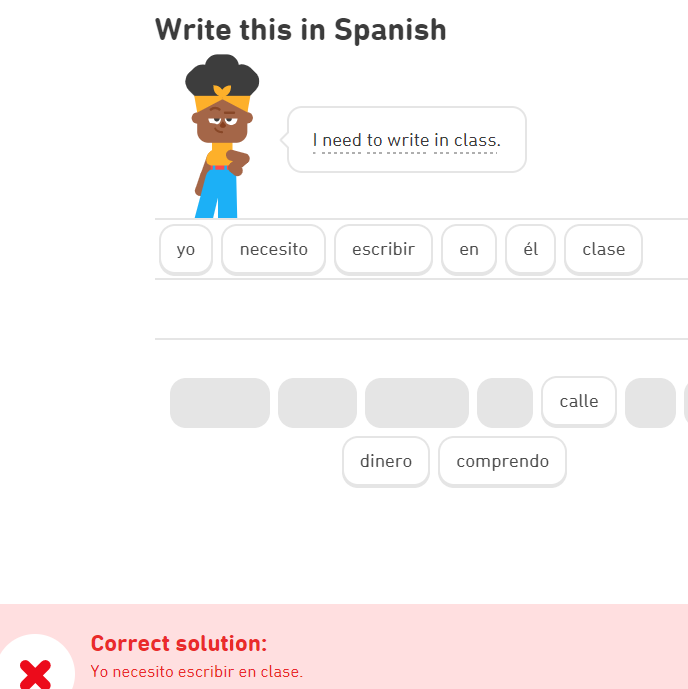 Write this in Spanish
I need to write in class.
yo necesito escribir en él clase
calle
dinero comprendo
Correct solution:
Yo necesito escribir en clase.